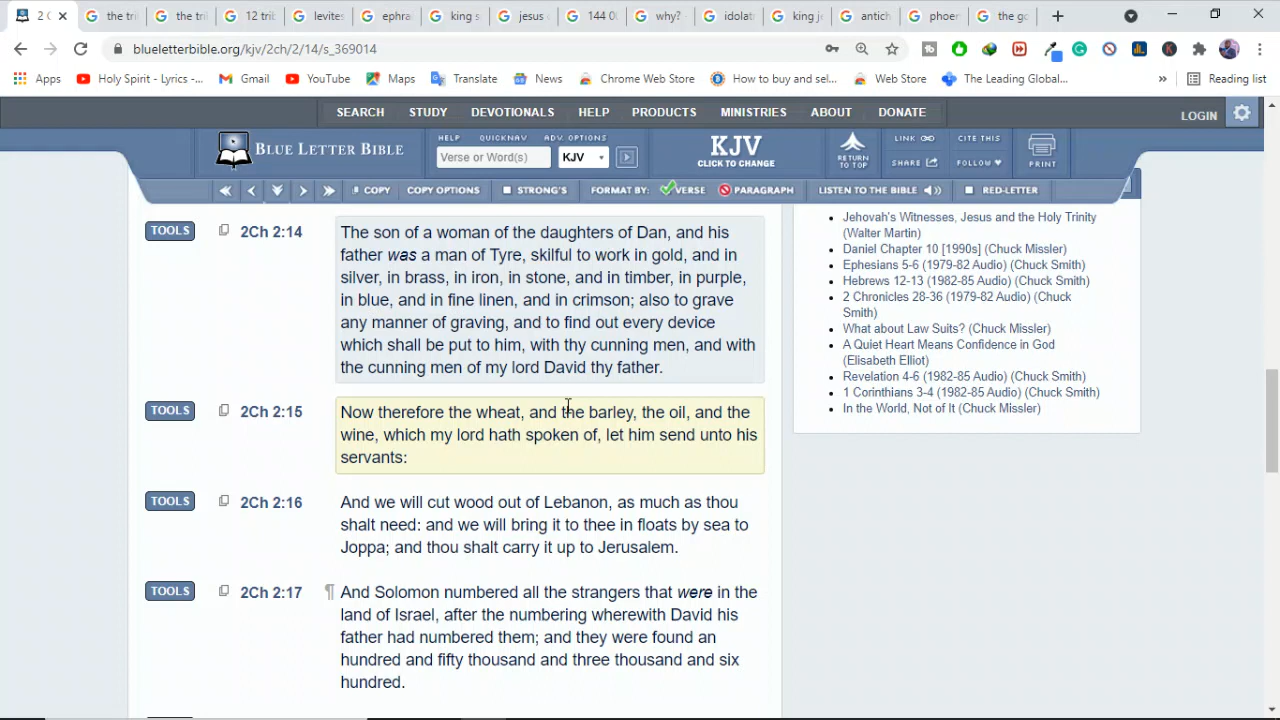 2 C
the tri
the tril
12 trib
levites
ephrai
king s
jesus c
144 00
why?
idolat
king je
antich
phoen
the go
blueletterbible.org/kjv/2ch/2/14/s_369014
Apps
Holy Spirit - Lyrics -...
Gmail
YouTube
Maps
Translate
News
Chrome Web Store
How to buy and sel...
Web Store
The Leading Global...
»
Reading list
SEARCH STUDY DEVOTIONALS HELP PRODUCTS MINISTRIES ABOUT DONATE
LOGIN
BLUE LETTER BIBLE
HELP QUICKNAV ADV. OPTIONS
Verse or Word(s) KJV
KJV
CLICK TO CHANGE
RETURN
TO TOP
LINK
CITE THIS
SHARE
FOLLOW
PRINT
COPY COPY OPTIONS STRONG'S FORMAT BY: VERSE PARAGRAPH LISTEN TO THE BIBLE RED-LETTER
TOOLS 2Ch 2:14
The son of a woman of the daughters of Dan, and his
father was a man of Tyre, skilful to work in gold, and in
silver, in brass, in iron, in stone, and in timber, in purple,
in blue, and in fine linen, and in crimson; also to grave
any manner of graving, and to find out every device
which shall be put to him, with thy cunning men, and with
the cunning men of my lord David thy father.
TOOLS 2Ch 2:15
Now therefore the wheat, and the barley, the oil, and the
wine, which my lord hath spoken of, let him send unto his
servants:
TOOLS 2Ch 2:16
And we will cut wood out of Lebanon, as much as thou
shalt need: and we will bring it to thee in floats by sea to
Joppa; and thou shalt carry it up to Jerusalem.
TOOLS 2Ch 2:17
¶ And Solomon numbered all the strangers that were in the
land of Israel, after the numbering wherewith David his
father had numbered them; and they were found an
hundred and fifty thousand and three thousand and six
hundred.
Jehovah's Witnesses, Jesus and the Holy Trinity
(Walter Martin)
Daniel Chapter 10 [1990s] (Chuck Missler)
Ephesians 5-6 (1979-82 Audio) (Chuck Smith)
Hebrews 12-13 (1982-85 Audio) (Chuck Smith)
2 Chronicles 28-36 (1979-82 Audio) (Chuck
Smith)
What about Law Suits? (Chuck Missler)
A Quiet Heart Means Confidence in God
(Elisabeth Elliot)
Revelation 4-6 (1982-85 Audio) (Chuck Smith)
1 Corinthians 3-4 (1982-85 Audio) (Chuck Smith)
In the World, Not of It (Chuck Missler)